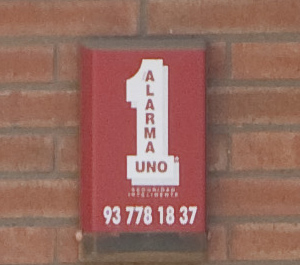 ALARMA
UNO
SEGURIDAD
INTELIGENTE
93 778 18 37